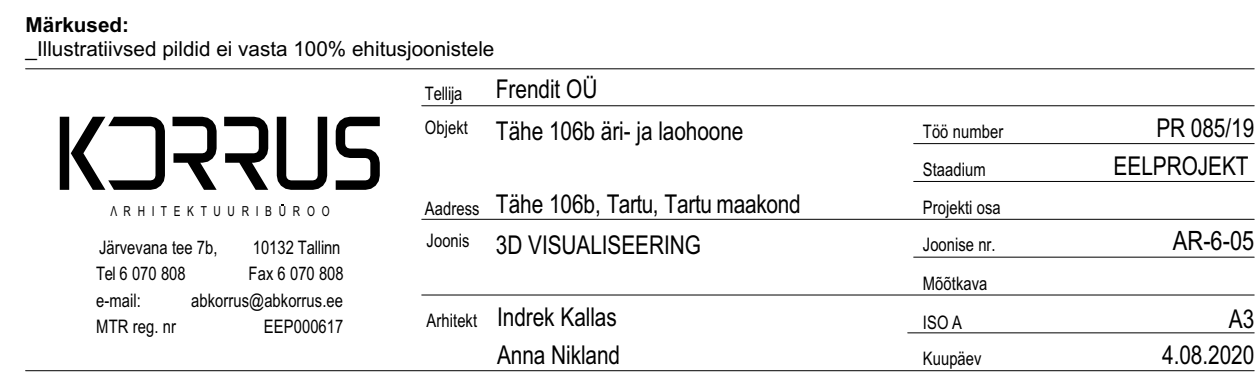 Märkused:
_Illustratiivsed pildid ei vasta 100% ehitusjoonistele
KORRUS
ARHITEKTUURIBÜROO
Järvevana tee 7b, 10132 Tallinn
Tel 6 070 808 Fax 6 070 808
e-mail: abkorrus@abkorrus.ee
MTR reg. nr EEP000617
Tellija Frendit OÜ
Objekt Tähe 106b äri- ja laohoone
Aadress Tähe 106b, Tartu, Tartu maakond
Joonis 3D VISUALISEERING
Arhitekt Indrek Kallas
Anna Nikland
Töö number PR 085/19
Staadium EELPROJEKT
Projekti osa
Joonise nr. AR-6-05
Mõõtkava
ISO A A3
Kuupäev 4.08.2020